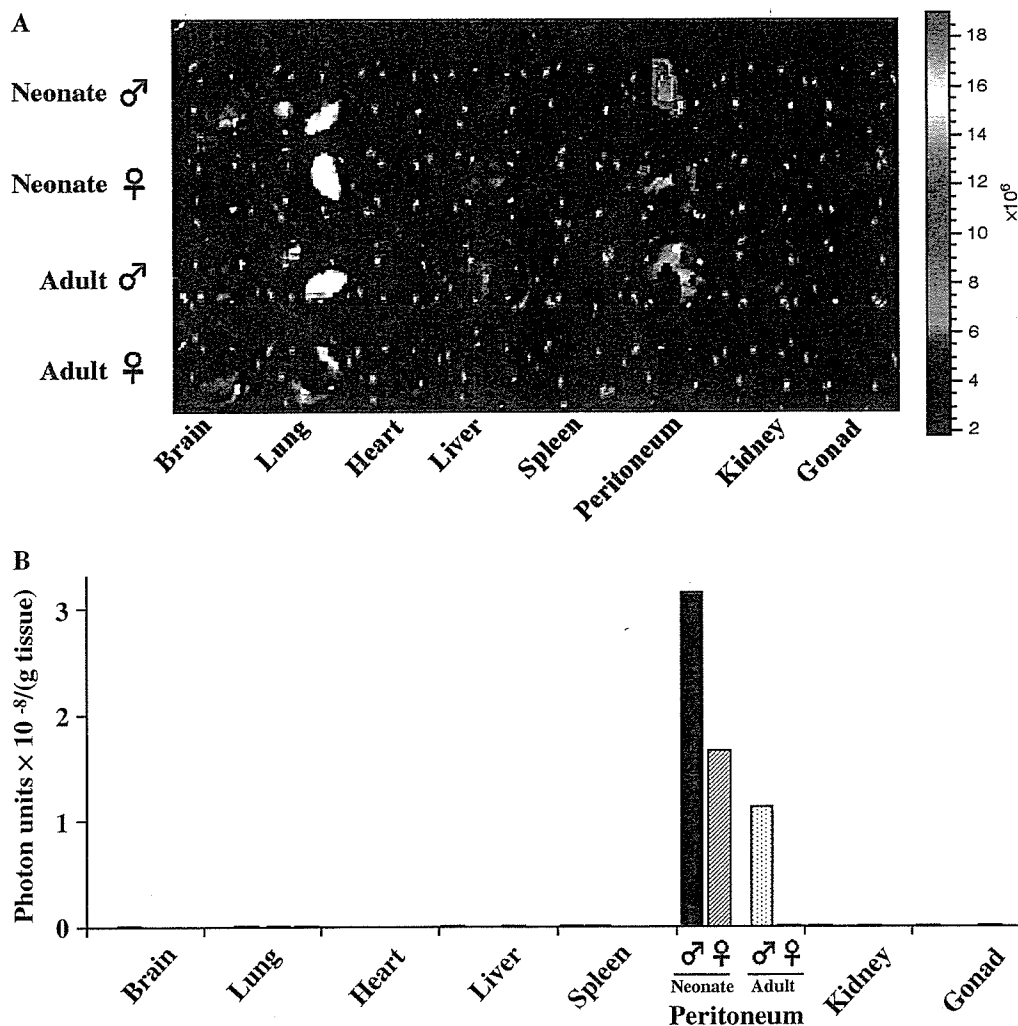 A
Neonate ♂
Neonate ♀
Adult ♂
Adult ♀
18
16
14
12
10
8
6
4
2
×10⁶
Brain
Lung
Heart
Liver
Spleen
Peritoneum
Kidney
Gonad
B
Photon units × 10⁻⁸/(g tissue)
3
2
1
0
Brain
Lung
Heart
Liver
Spleen
♂ ♀ ♂ ♀
Neonate Adult
Peritoneum
Kidney
Gonad